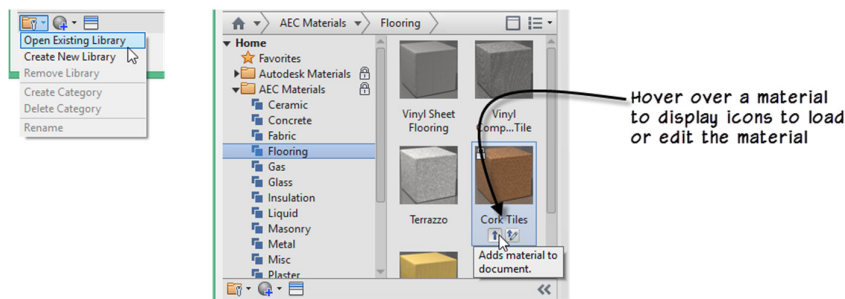 Open Existing Library
Create New Library
Remove Library
Create Category
Delete Category
Rename
AEC Materials
Flooring
Home
Favorites
Autodesk Materials
AEC Materials
Ceramic
Concrete
Fabric
Flooring
Gas
Glass
Insulation
Liquid
Masonry
Metal
Misc
Plaster
Vinyl Sheet
Flooring
Vinyl
Comp...Tile
Terrazzo
Cork Tiles
Adds material to
document.
Hover over a material
to display icons to load
or edit the material